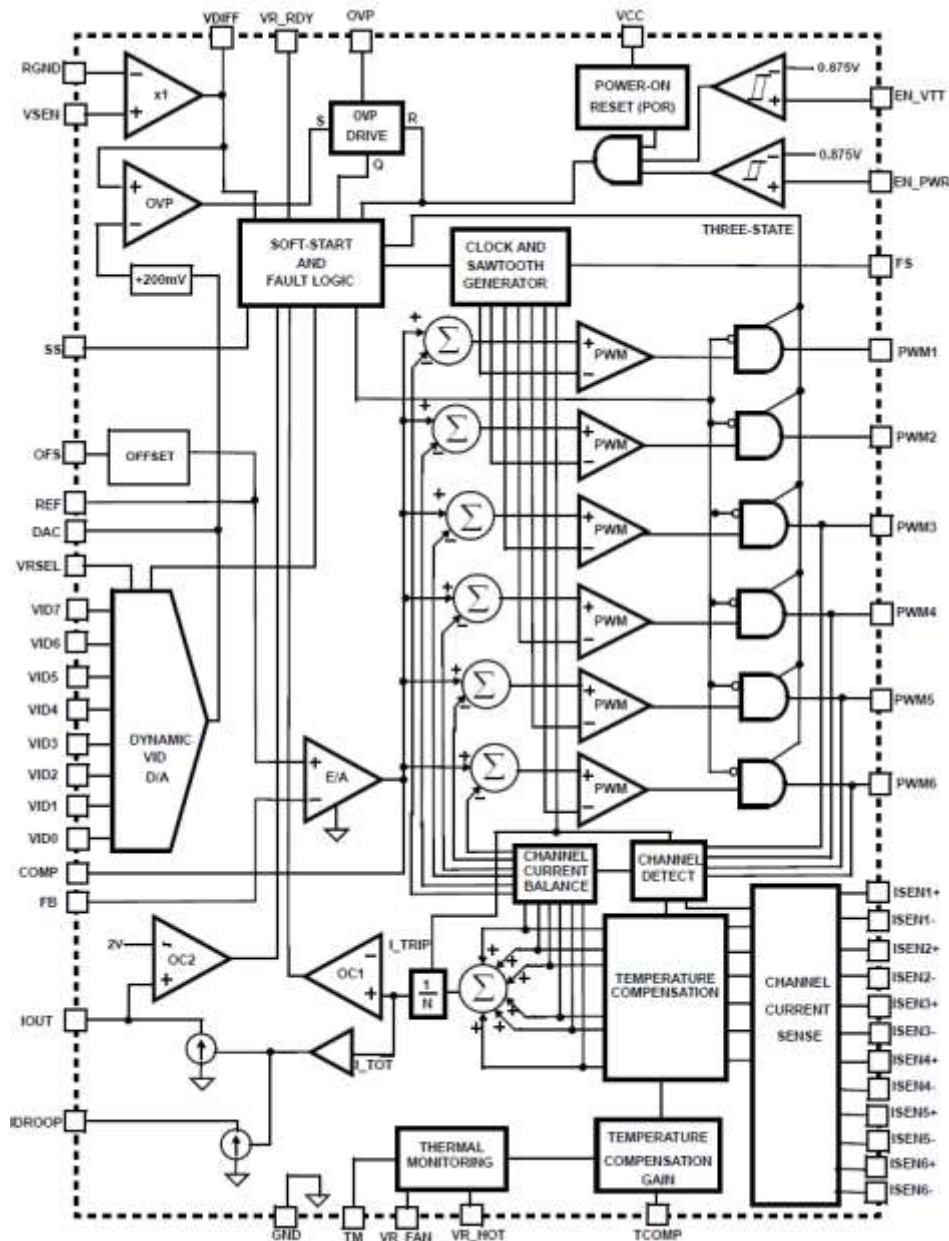 VDIFF
VR_RDY
OVP
VCC
RGND
x1
VSEN
POWER-ON
RESET (POR)
0.875V
EN_VTT
S
OVP
DRIVE
R
Q
0.875V
EN_PWR
+
OVP
−
+200mV
SOFT-START
AND
FAULT LOGIC
CLOCK AND
SAWTOOTH
GENERATOR
THREE-STATE
FS
SS
Σ
PWM
PWM1
OFS
OFFSET
Σ
PWM
PWM2
REF
DAC
Σ
PWM
PWM3
VRSEL
VID7
VID6
VID5
VID4
VID3
VID2
VID1
VID0
DYNAMIC
VID
D/A
Σ
PWM
PWM4
Σ
PWM
PWM5
+
E/A
−
Σ
PWM
PWM6
COMP
FB
CHANNEL
CURRENT
BALANCE
CHANNEL
DETECT
2V
OC2
I_TRIP
OC1
1
N
Σ
TEMPERATURE
COMPENSATION
CHANNEL
CURRENT
SENSE
ISEN1+
ISEN1-
ISEN2+
ISEN2-
ISEN3+
ISEN3-
ISEN4+
ISEN4-
ISEN5+
ISEN5-
ISEN6+
ISEN6-
IOUT
I_TOT
IDROOP
THERMAL
MONITORING
TEMPERATURE
COMPENSATION
GAIN
GND
TM
VR_FAN
VR_HOT
TCOMP